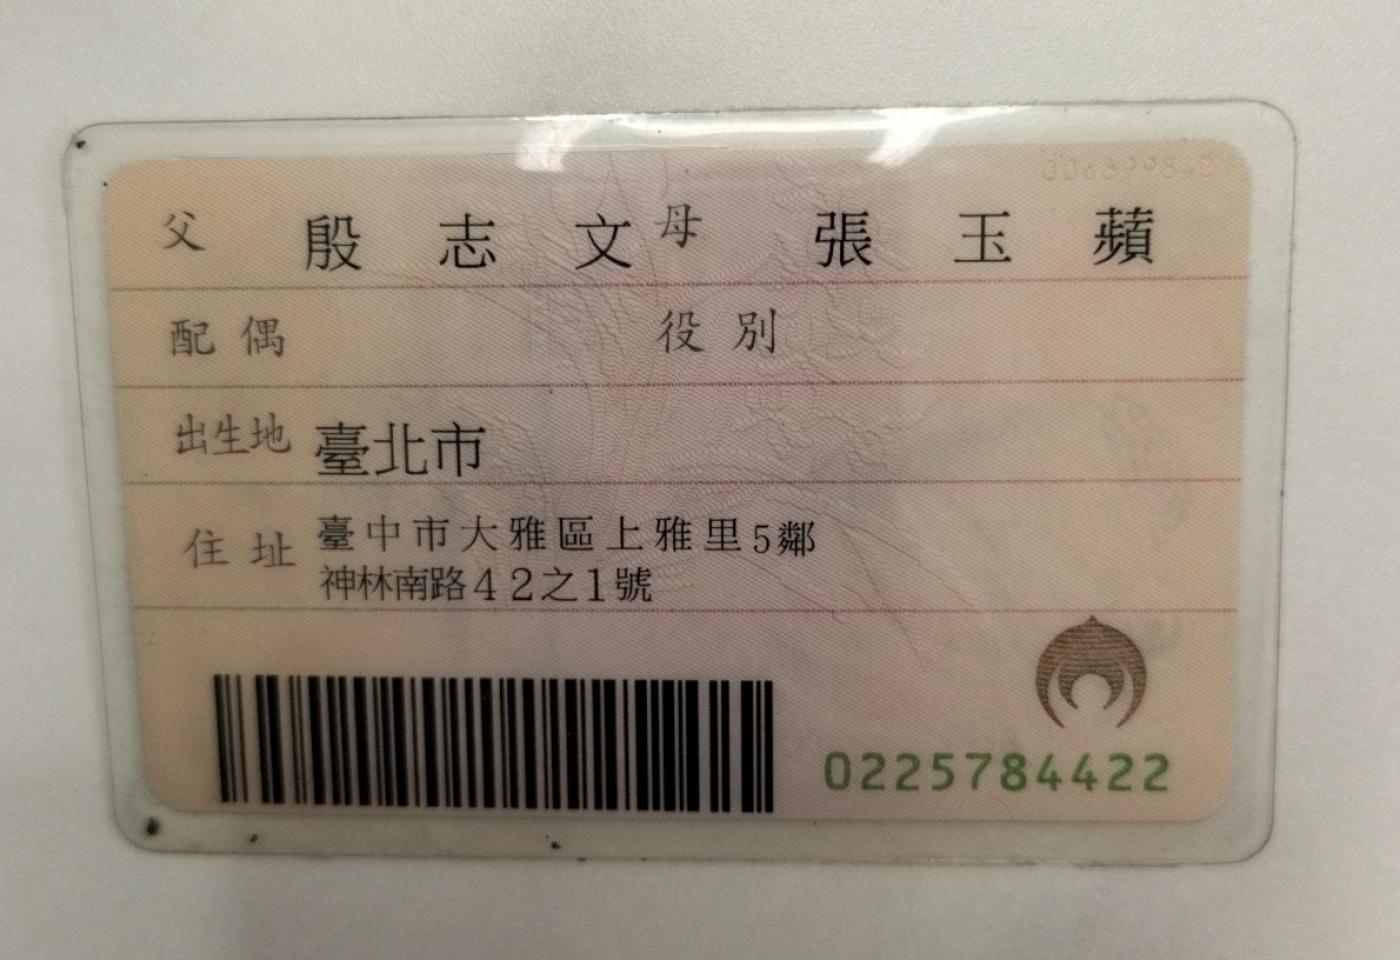 父 殷志文 母 張玉蘋
配偶 役別
出生地 臺北市
住址 臺中市大雅區上雅里5鄰
神林南路42之1號
0225784422